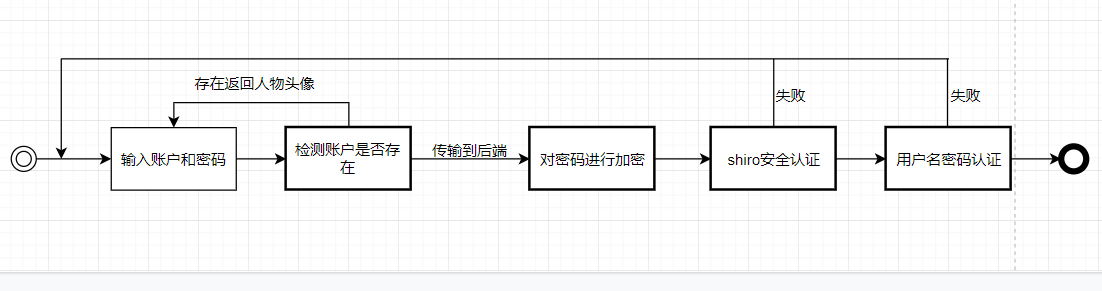 存在返回人物头像
失败
失败
输入账户和密码
检测账户是否存
在
传输到后端
对密码进行加密
shiro安全认证
用户名密码认证